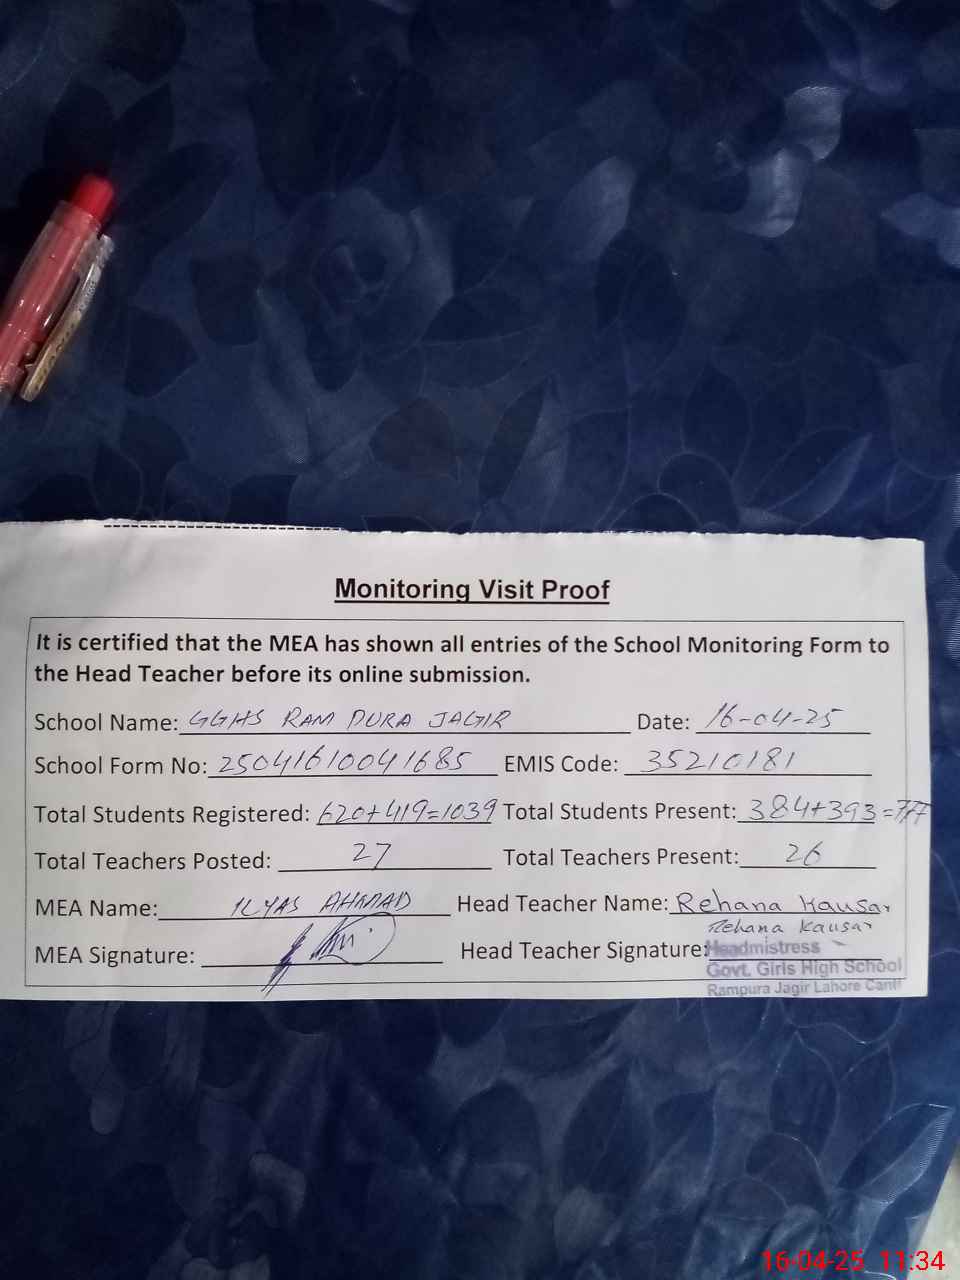 Monitoring Visit Proof
It is certified that the MEA has shown all entries of the School Monitoring Form to
the Head Teacher before its online submission.
School Name: GGHS RAM PURA JAGIR Date: 16-04-25
School Form No: 25041610041685 EMIS Code: 35210181
Total Students Registered: 620+419=1039 Total Students Present: 384+393=777
Total Teachers Posted: 27 Total Teachers Present: 26
MEA Name: ILYAS AHMAD Head Teacher Name: Rehana Kausar
Rehana Kausar
MEA Signature: Head Teacher Signature: Headmistress
Govt. Girls High School
Rampura Jagir Lahore Cantt
16-04-25 11:34